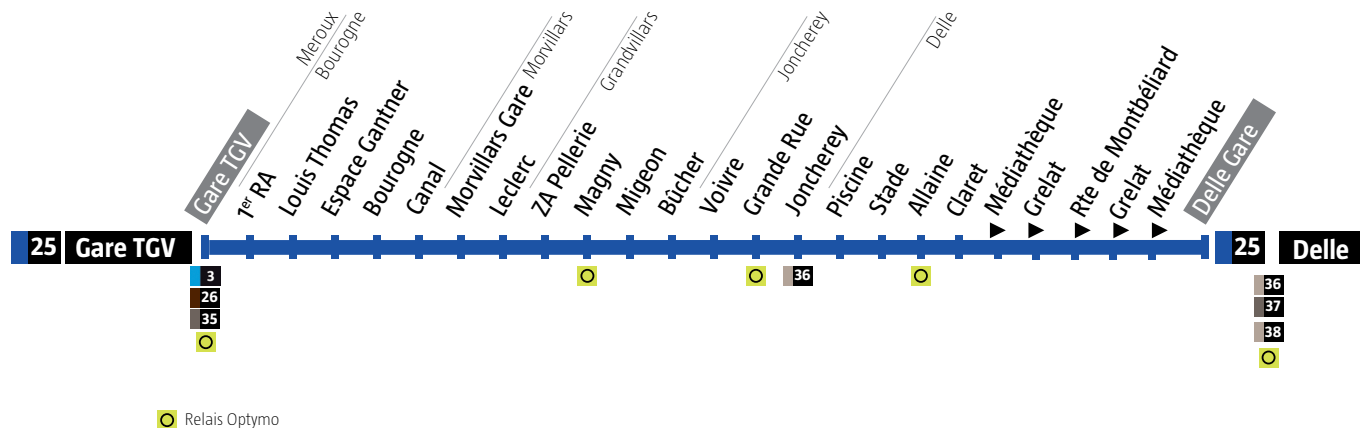 Meroux
Bourogne
Morvillars
Grandvillars
Joncherey
Delle
Gare TGV
1er RA
Louis Thomas
Espace Gantner
Bourogne
Canal
Morvillars Gare
Leclerc
ZA Pellerie
Magny
Migeon
Bûcher
Voivre
Grande Rue
Joncherey
Piscine
Stade
Allaine
Claret
Médiathèque
Grelat
Rte de Montbéliard
Grelat
Médiathèque
Delle Gare
25 Gare TGV
25 Delle
3
26
35
36
36
37
38
Relais Optymo